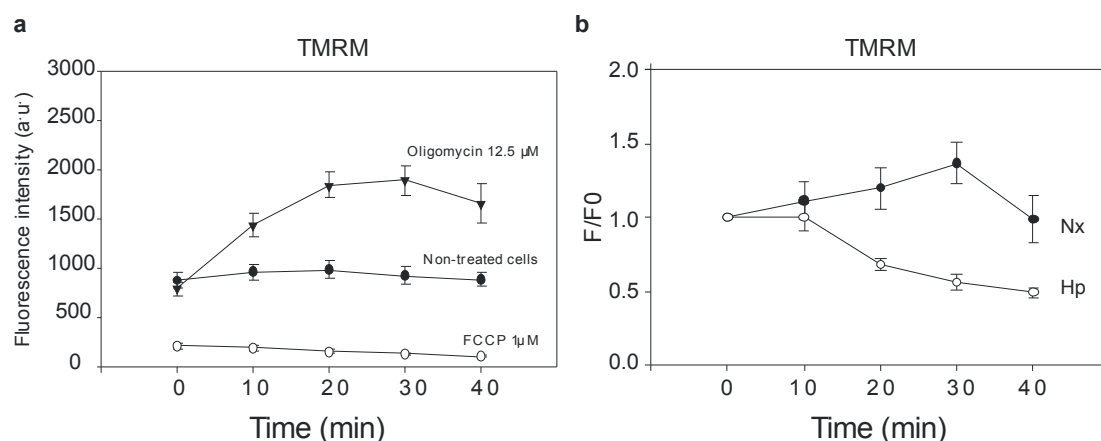 a
TMRM
3000
2500
2000
1500
1000
500
0
Fluorescence intensity (a·u·)
Oligomycin 12.5 µM
Non-treated cells
FCCP 1µM
0 10 20 30 40
Time (min)
b
TMRM
2.0
1.5
1.0
0.5
0.0
F/F0
Nx
Hp
0 10 20 30 40
Time (min)